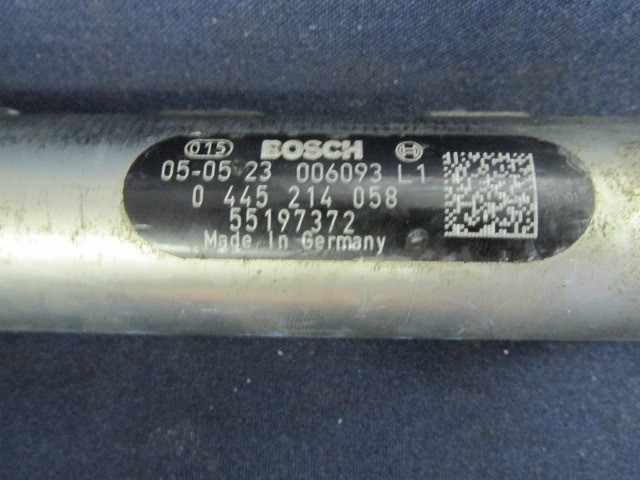 015 BOSCH
05-05-23 006093 L1
0 445 214 058
55197372
Made in Germany